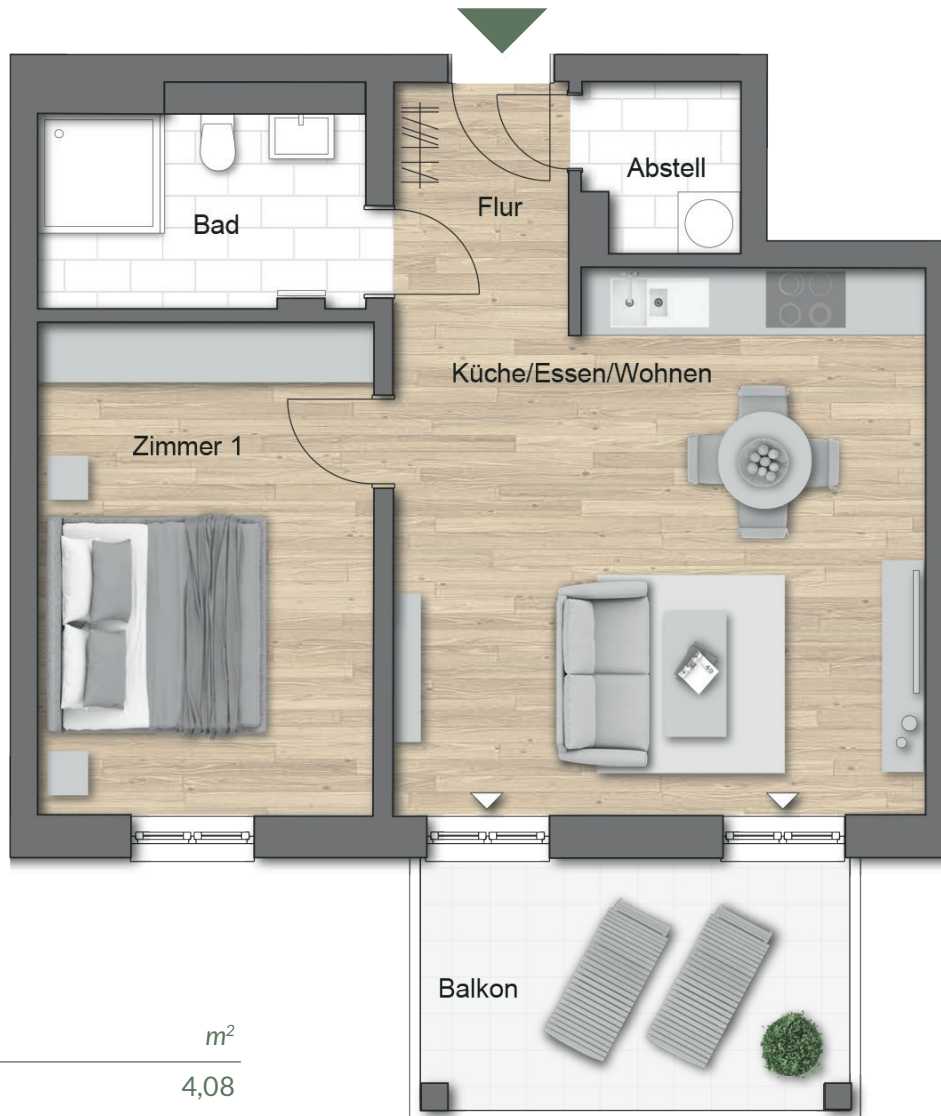 Abstell
Flur
Bad
Küche/Essen/Wohnen
Zimmer 1
Balkon
m²
4,08